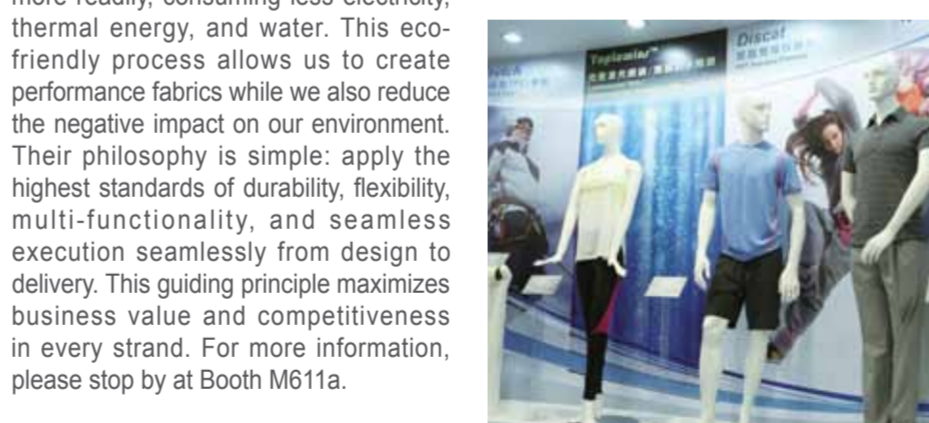 more readily, consuming less electricity,
thermal energy, and water. This eco-
friendly process allows us to create
performance fabrics while we also reduce
the negative impact on our environment.
Their philosophy is simple: apply the
highest standards of durability, flexibility,
multi-functionality, and seamless
execution seamlessly from design to
delivery. This guiding principle maximizes
business value and competitiveness
in every strand. For more information,
please stop by at Booth M611a.
Discaf